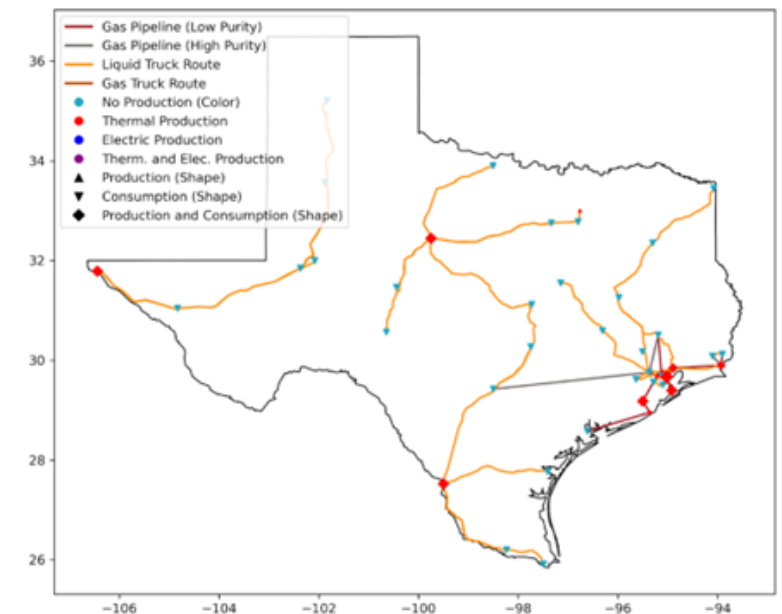 Gas Pipeline (Low Purity)
Gas Pipeline (High Purity)
Liquid Truck Route
Gas Truck Route
No Production (Color)
Thermal Production
Electric Production
Therm. and Elec. Production
Production (Shape)
Consumption (Shape)
Production and Consumption (Shape)
36
34
32
30
28
26
−106
−104
−102
−100
−98
−96
−94